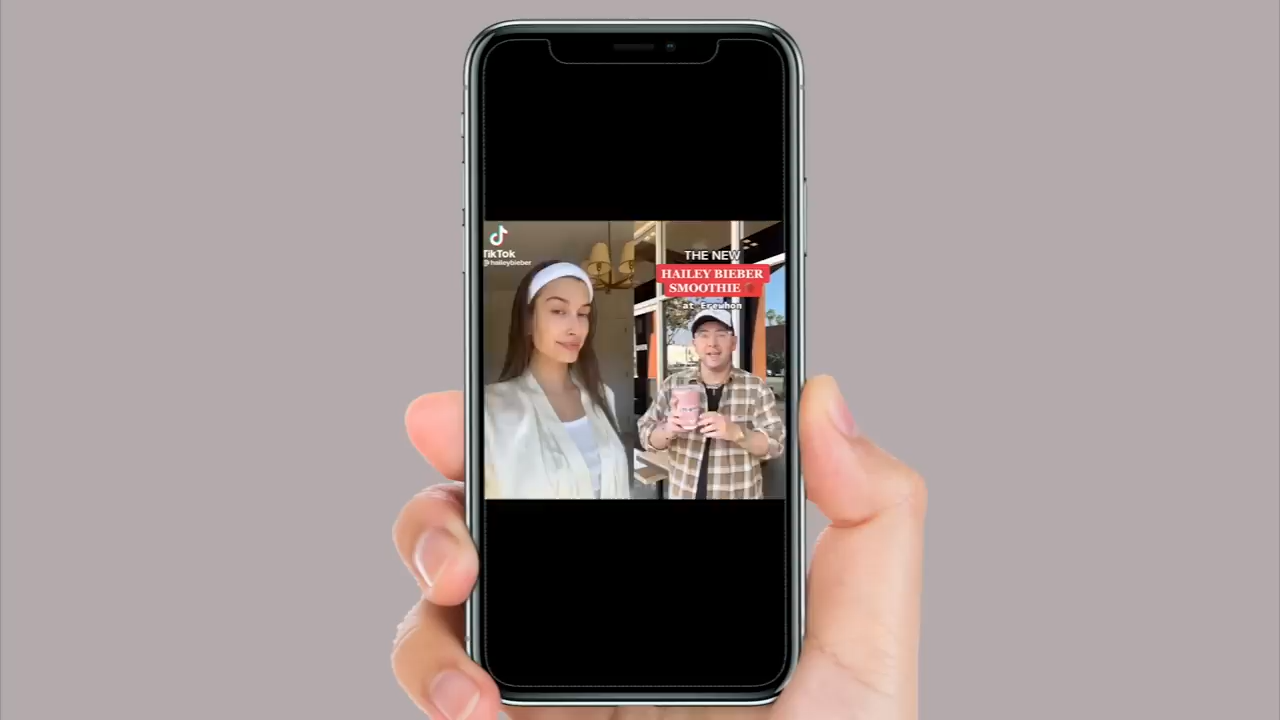 TikTok
@haileybieber
THE NEW
HAILEY BIEBER
SMOOTHIE
at Erewhon